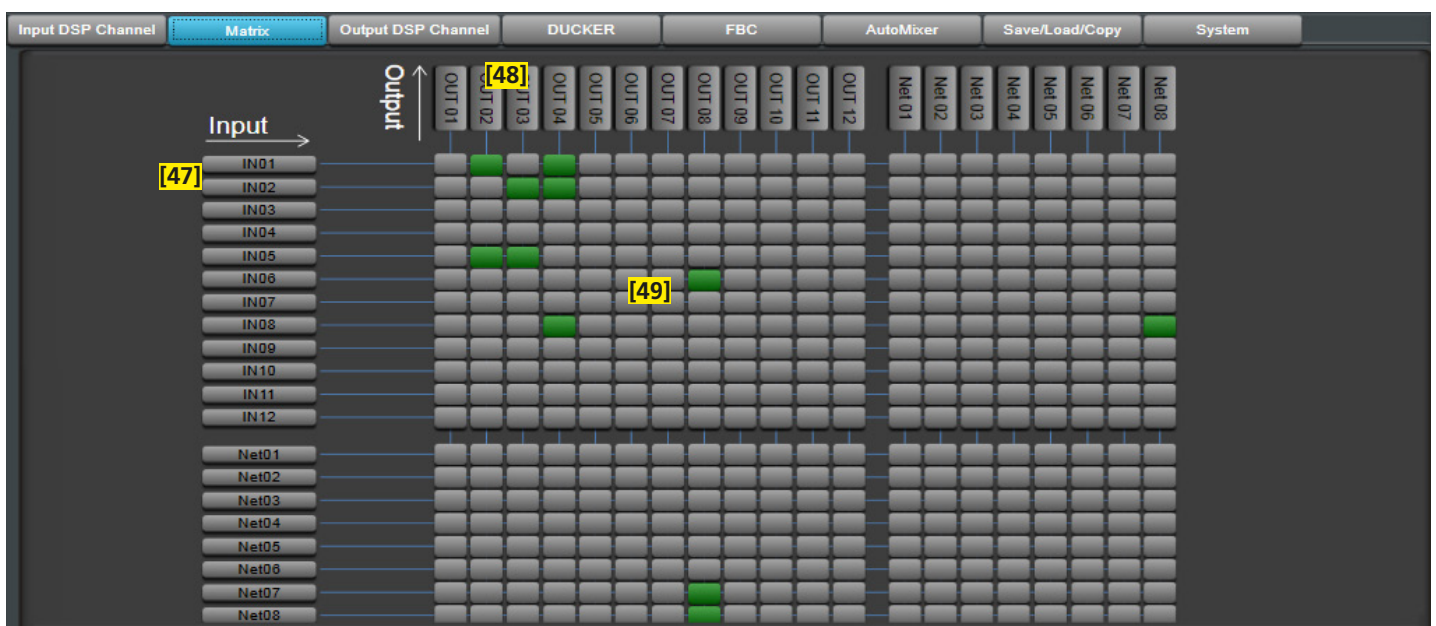 Input DSP Channel Matrix Output DSP Channel DUCKER FBC AutoMixer Save/Load/Copy System
Output
[48]
OUT 01 OUT 02 OUT 03 OUT 04 OUT 05 OUT 06 OUT 07 OUT 08 OUT 09 OUT 10 OUT 11 OUT 12 Net 01 Net 02 Net 03 Net 04 Net 05 Net 06 Net 07 Net 08
Input
IN01
[47]
IN02
IN03
IN04
IN05
IN06
[49]
IN07
IN08
IN09
IN10
IN11
IN12
Net01
Net02
Net03
Net04
Net05
Net06
Net07
Net08